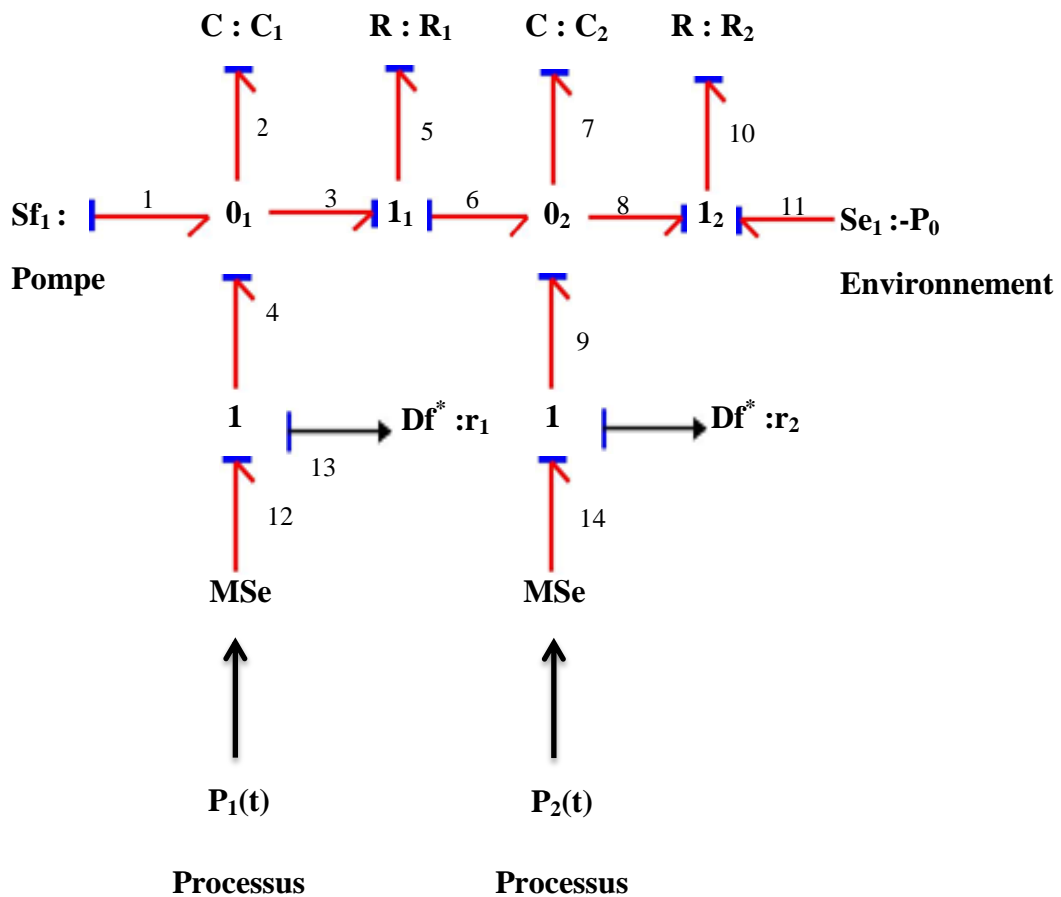 C : C₁ R : R₁ C : C₂ R : R₂
2 5 7 10
Sf₁ : 1 0₁ 3 1₁ 6 0₂ 8 1₂ 11 Se₁ :-P₀
Pompe Environnement
4 9
1 Df* :r₁ 1 Df* :r₂
13
12 14
MSe MSe
P₁(t) P₂(t)
Processus Processus